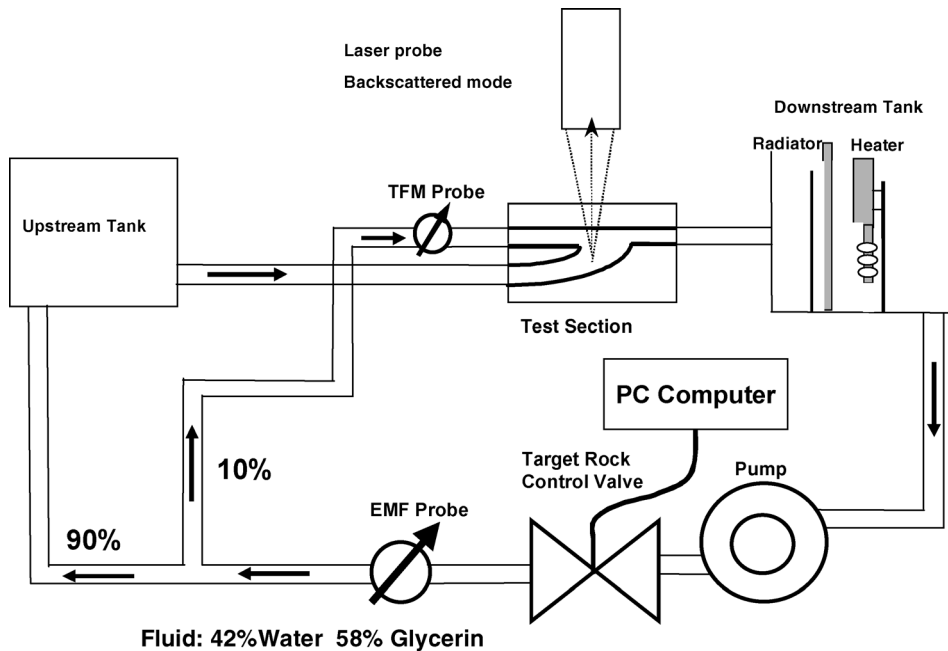 Laser probe
Backscattered mode
Downstream Tank
Radiator
Heater
TFM Probe
Upstream Tank
Test Section
PC Computer
Target Rock
Control Valve
Pump
10%
EMF Probe
90%
Fluid: 42%Water 58% Glycerin